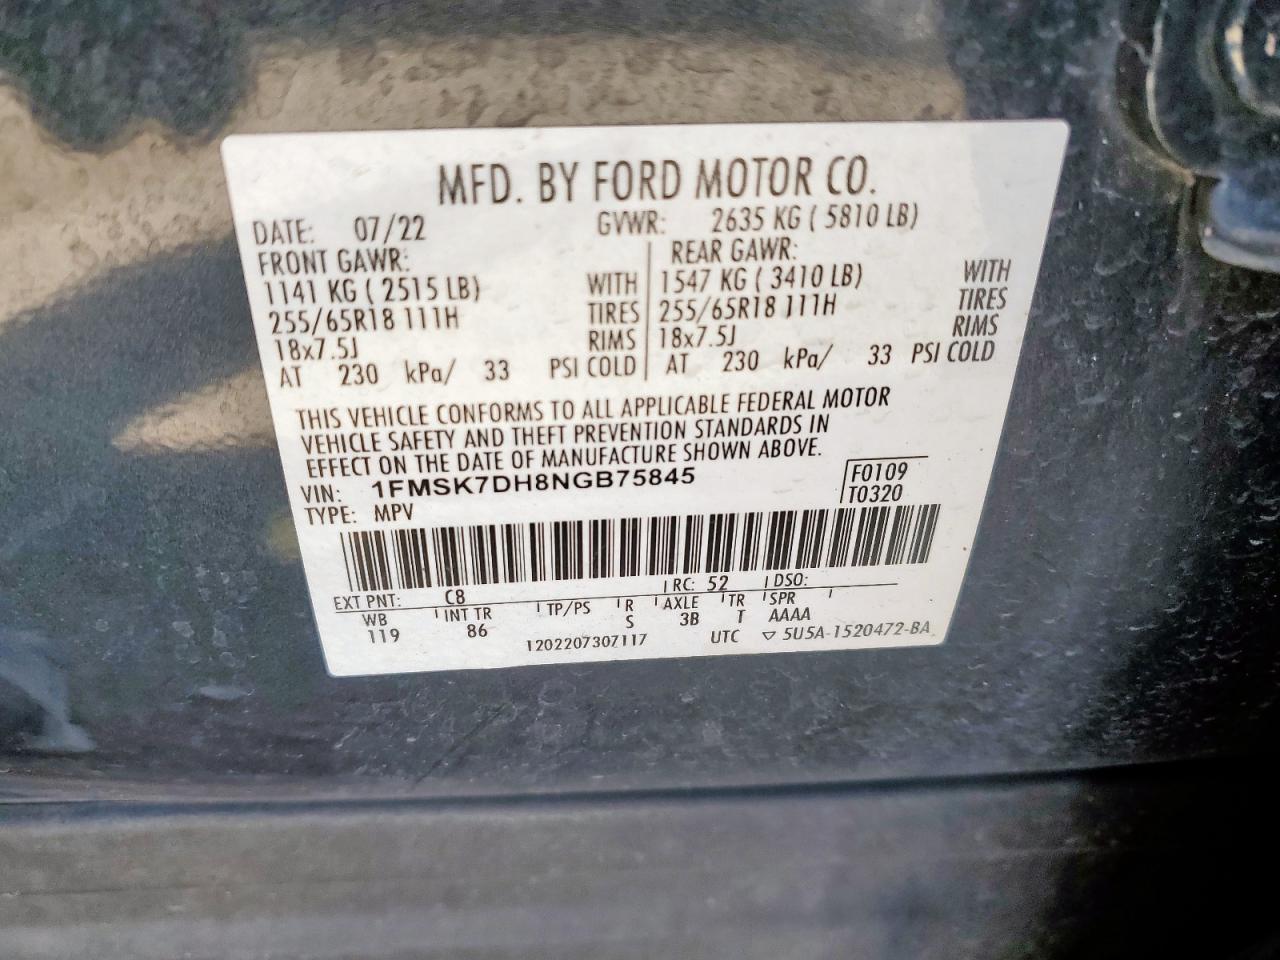 MFD. BY FORD MOTOR CO.
DATE: 07/22 GVWR: 2635 KG ( 5810 LB)
FRONT GAWR: REAR GAWR:
1141 KG ( 2515 LB) WITH 1547 KG ( 3410 LB) WITH
255/65R18 111H TIRES 255/65R18 111H TIRES
18x7.5J RIMS 18x7.5J RIMS
AT 230 kPa/ 33 PSI COLD AT 230 kPa/ 33 PSI COLD
THIS VEHICLE CONFORMS TO ALL APPLICABLE FEDERAL MOTOR
VEHICLE SAFETY AND THEFT PREVENTION STANDARDS IN
EFFECT ON THE DATE OF MANUFACTURE SHOWN ABOVE.
VIN: 1FMSK7DH8NGB75845 F0109
TYPE: MPV T0320
EXT PNT: C8 RC: 52 DSO:
WB INT TR TP/PS R AXLE TR SPR
119 86 S 3B T AAAA
1202207307117 UTC ▽ 5U5A-1520472-BA